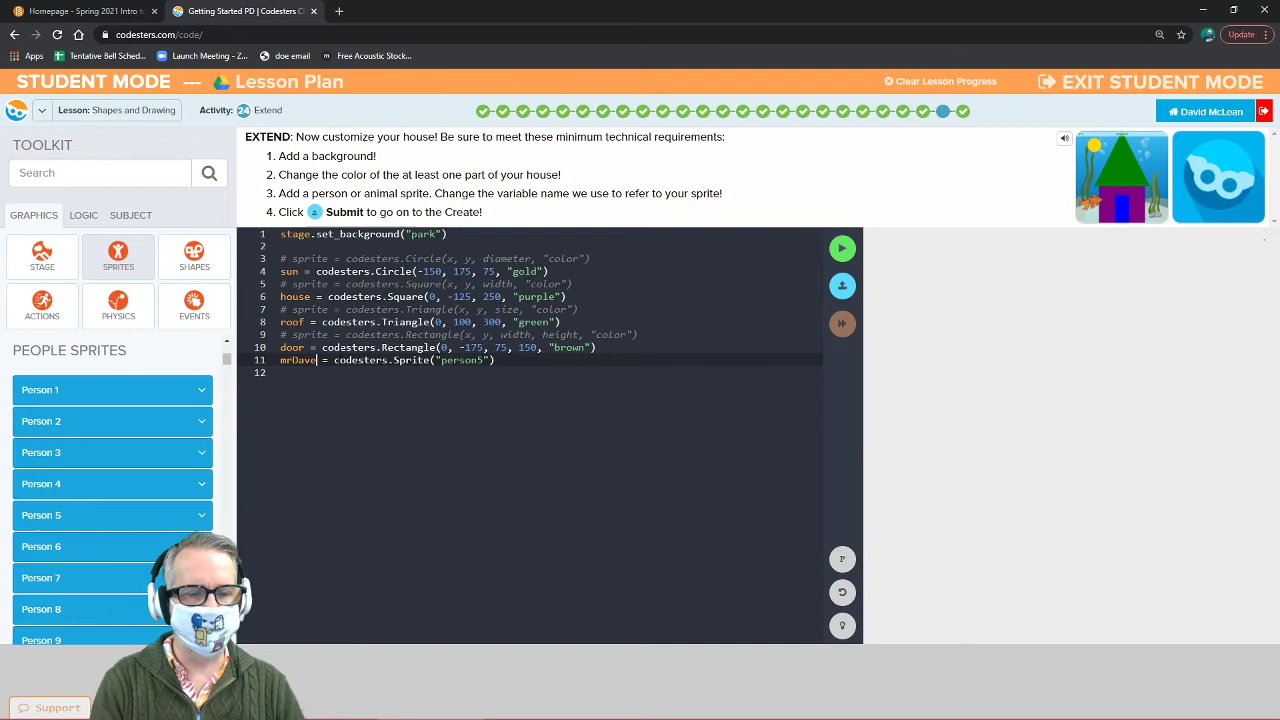 Homepage - Spring 2021 Intro t
Getting Started PD | Codesters C
codesters.com/code/
Update
Apps
Tentative Bell Sched...
Launch Meeting - Z...
doe email
Free Acoustic Stock...
STUDENT MODE --- Lesson Plan
Clear Lesson Progress
EXIT STUDENT MODE
Lesson: Shapes and Drawing
Activity: 24 Extend
David McLean
TOOLKIT
Search
GRAPHICS
LOGIC
SUBJECT
STAGE
SPRITES
SHAPES
ACTIONS
PHYSICS
EVENTS
PEOPLE SPRITES
Person 1
Person 2
Person 3
Person 4
Person 5
Person 6
Person 7
Person 8
Person 9
Support
EXTEND: Now customize your house! Be sure to meet these minimum technical requirements:
1. Add a background!
2. Change the color of the at least one part of your house!
3. Add a person or animal sprite. Change the variable name we use to refer to your sprite!
4. Click Submit to go on to the Create!
1 stage.set_background("park")
2
3 # sprite = codesters.Circle(x, y, diameter, "color")
4 sun = codesters.Circle(-150, 175, 75, "gold")
5 # sprite = codesters.Square(x, y, width, "color")
6 house = codesters.Square(0, -125, 250, "purple")
7 # sprite = codesters.Triangle(x, y, size, "color")
8 roof = codesters.Triangle(0, 100, 300, "green")
9 # sprite = codesters.Rectangle(x, y, width, height, "color")
10 door = codesters.Rectangle(0, -175, 75, 150, "brown")
11 mrDave = codesters.Sprite("person5")
12
P